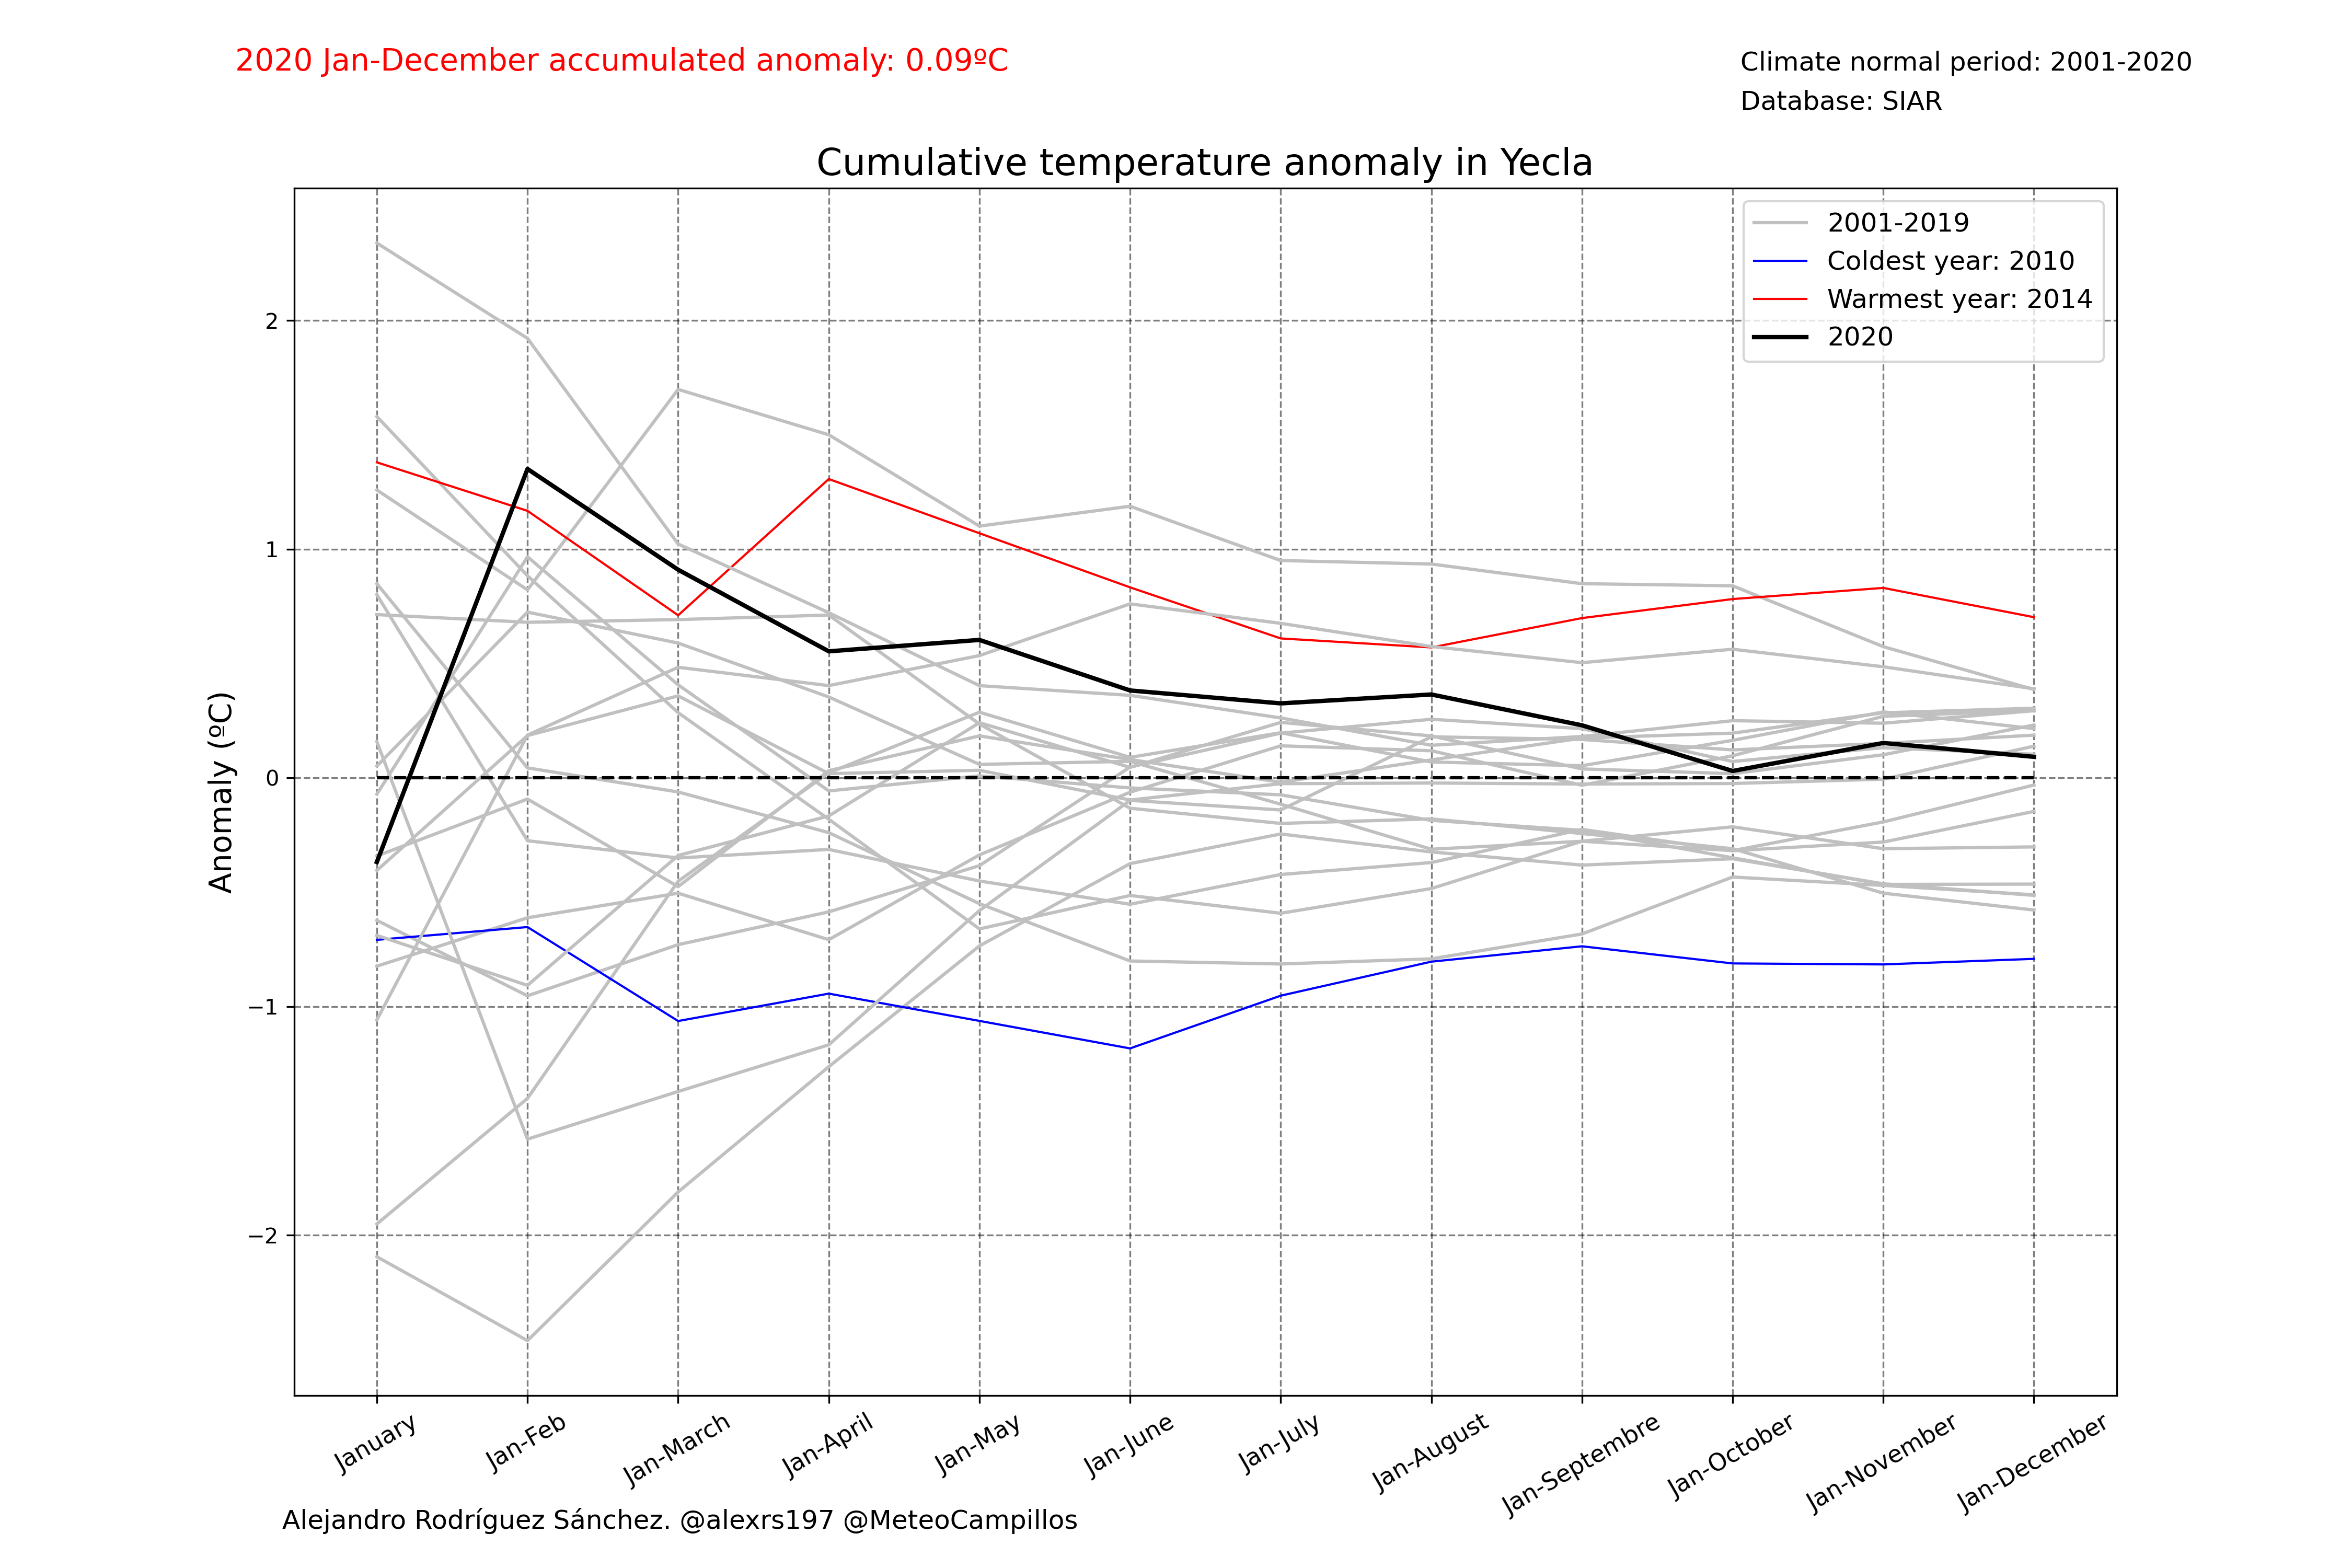 2020 Jan-December accumulated anomaly: 0.09ºC
Climate normal period: 2001-2020
Database: SIAR
Cumulative temperature anomaly in Yecla
2001-2019
Coldest year: 2010
Warmest year: 2014
2020
Anomaly (ºC)
2
1
0
−1
−2
January
Jan-Feb
Jan-March
Jan-April
Jan-May
Jan-June
Jan-July
Jan-August
Jan-Septembre
Jan-October
Jan-November
Jan-December
Alejandro Rodríguez Sánchez. @alexrs197 @MeteoCampillos